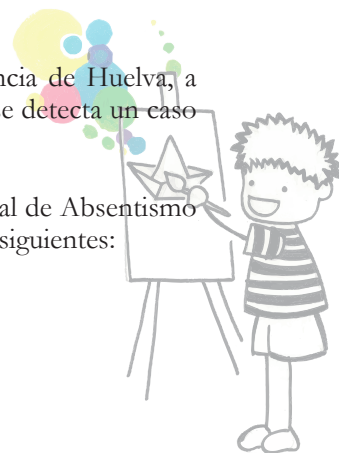 ncia de Huelva, a
e detecta un caso
al de Absentismo
siguientes: